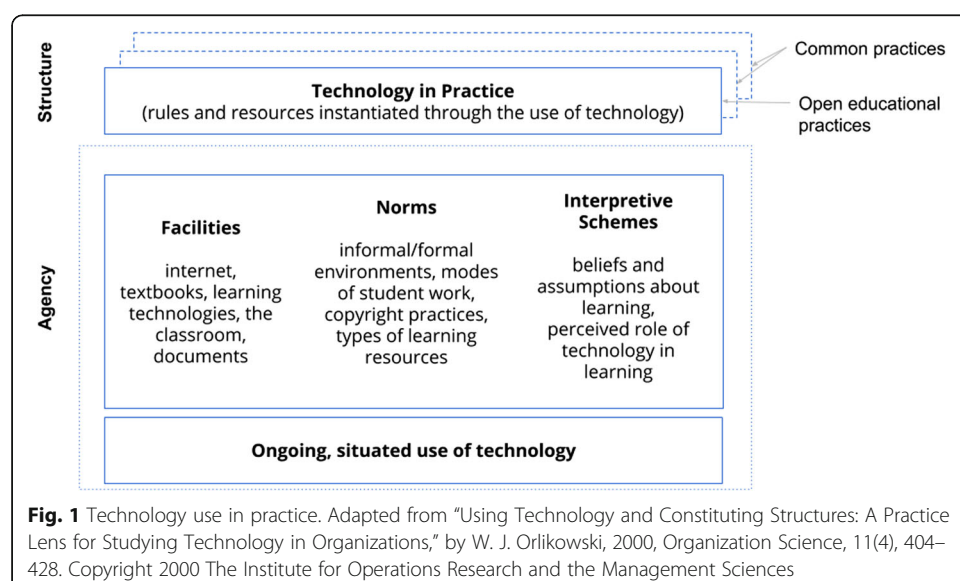 Structure
Technology in Practice
(rules and resources instantiated through the use of technology)
Common practices
Open educational
practices
Agency
Facilities
internet,
textbooks, learning
technologies, the
classroom,
documents
Norms
informal/formal
environments, modes
of student work,
copyright practices,
types of learning
resources
Interpretive
Schemes
beliefs and
assumptions about
learning,
perceived role of
technology in
learning
Ongoing, situated use of technology
Fig. 1 Technology use in practice. Adapted from “Using Technology and Constituting Structures: A Practice
Lens for Studying Technology in Organizations,” by W. J. Orlikowski, 2000, Organization Science, 11(4), 404–
428. Copyright 2000 The Institute for Operations Research and the Management Sciences